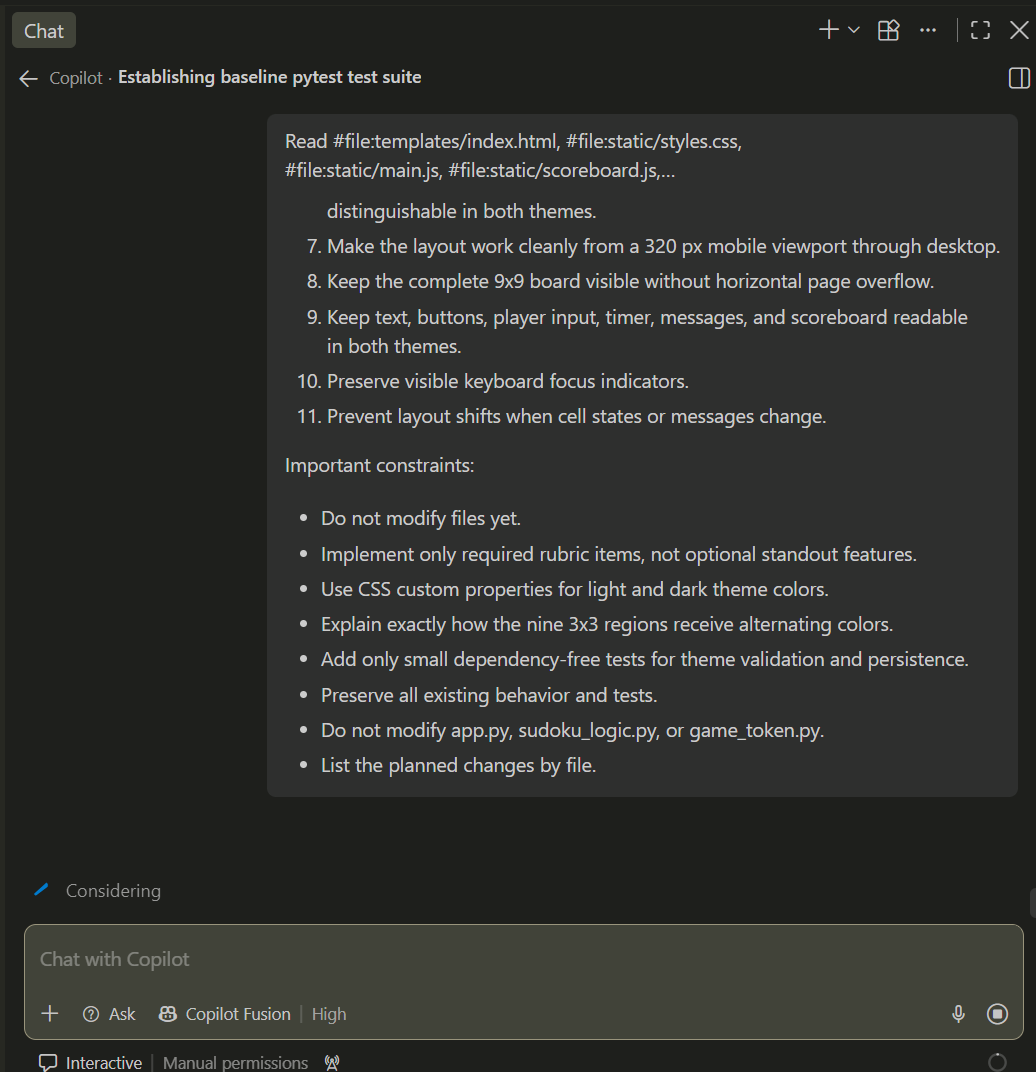 Chat
Copilot · Establishing baseline pytest test suite
Read #file:templates/index.html, #file:static/styles.css,
#file:static/main.js, #file:static/scoreboard.js,...
distinguishable in both themes.
7. Make the layout work cleanly from a 320 px mobile viewport through desktop.
8. Keep the complete 9x9 board visible without horizontal page overflow.
9. Keep text, buttons, player input, timer, messages, and scoreboard readable
in both themes.
10. Preserve visible keyboard focus indicators.
11. Prevent layout shifts when cell states or messages change.
Important constraints:
• Do not modify files yet.
• Implement only required rubric items, not optional standout features.
• Use CSS custom properties for light and dark theme colors.
• Explain exactly how the nine 3x3 regions receive alternating colors.
• Add only small dependency-free tests for theme validation and persistence.
• Preserve all existing behavior and tests.
• Do not modify app.py, sudoku_logic.py, or game_token.py.
• List the planned changes by file.
Considering
Chat with Copilot
Ask Copilot Fusion | High
Interactive | Manual permissions